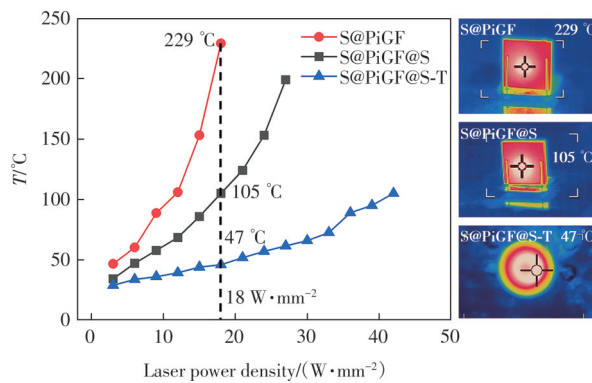 250
200
150
100
50
0
T/℃
0
10
20
30
40
50
Laser power density/(W·mm⁻²)
S@PiGF
S@PiGF@S
S@PiGF@S-T
229 ℃
105 ℃
47 ℃
18 W·mm⁻²
S@PiGF 229 ℃
S@PiGF@S
105 ℃
S@PiGF@S-T 47 ℃